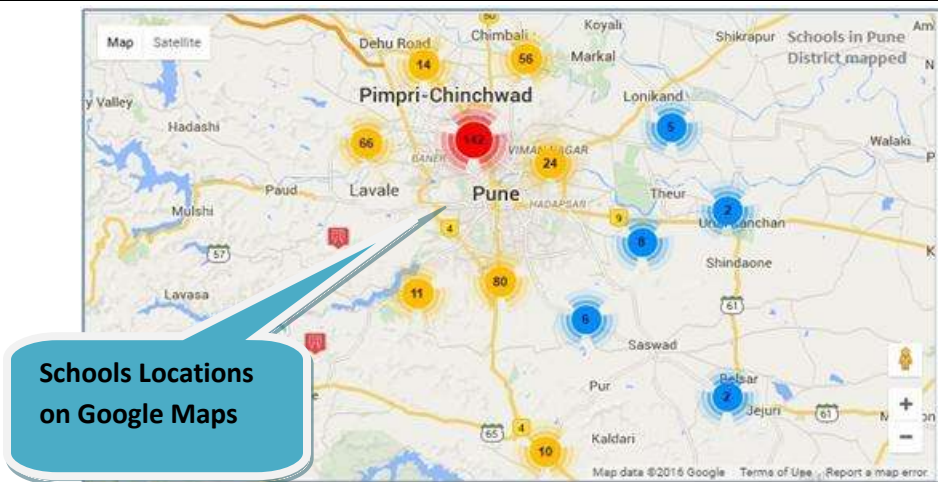 Koyali
Map Satellite
Dehu Road
Chimbali
Shikrapur
Schools in Pune
District mapped
14
56
Markal
Pimpri-Chinchwad
Lonikand
y Valley
Hadashi
66
5
VIMAN NAGAR
24
Walaki
BANER
Paud
Lavale
Pune
HADAPSAR
Theur
Mulshi
4
9
2
8
57
Shindaone
Lavasa
11
80
61
6
Schools Locations
on Google Maps
Saswad
Pur
Belsar
2
Jejuri
61
65
4
Kaldari
10
Map data ©2016 Google Terms of Use Report a map error